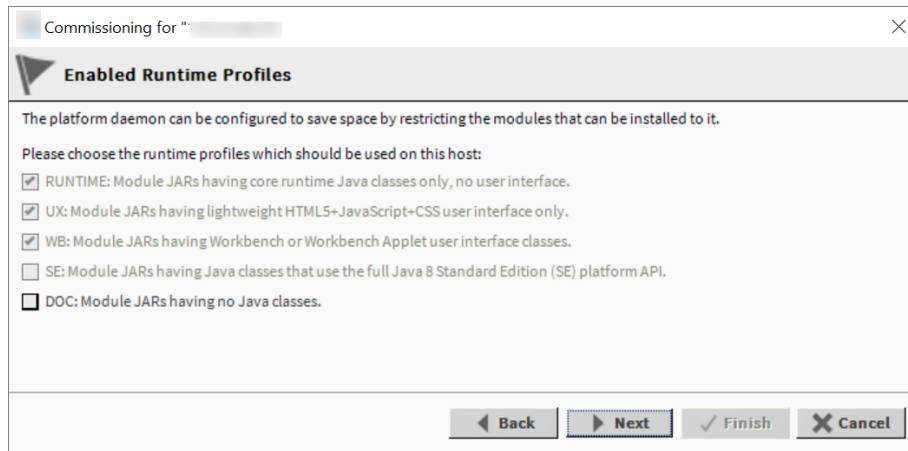 Commissioning for "
Enabled Runtime Profiles
The platform daemon can be configured to save space by restricting the modules that can be installed to it.
Please choose the runtime profiles which should be used on this host:
RUNTIME: Module JARs having core runtime Java classes only, no user interface.
UX: Module JARs having lightweight HTML5+JavaScript+CSS user interface only.
WB: Module JARs having Workbench or Workbench Applet user interface classes.
SE: Module JARs having Java classes that use the full Java 8 Standard Edition (SE) platform API.
DOC: Module JARs having no Java classes.
Back Next Finish Cancel